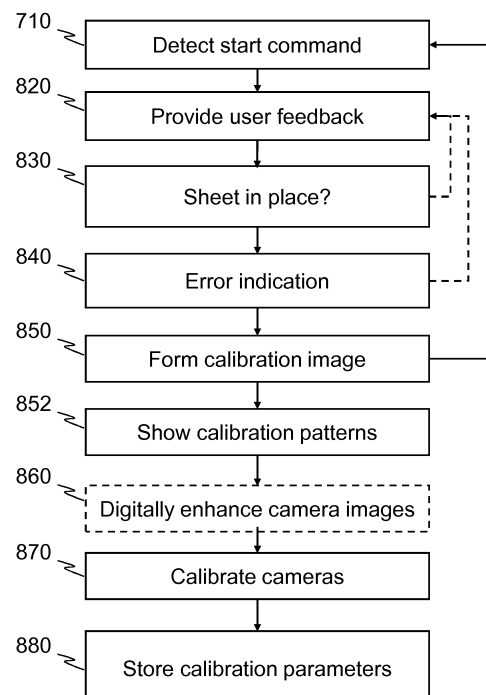 710
Detect start command
820
Provide user feedback
830
Sheet in place?
840
Error indication
850
Form calibration image
852
Show calibration patterns
860
Digitally enhance camera images
870
Calibrate cameras
880
Store calibration parameters